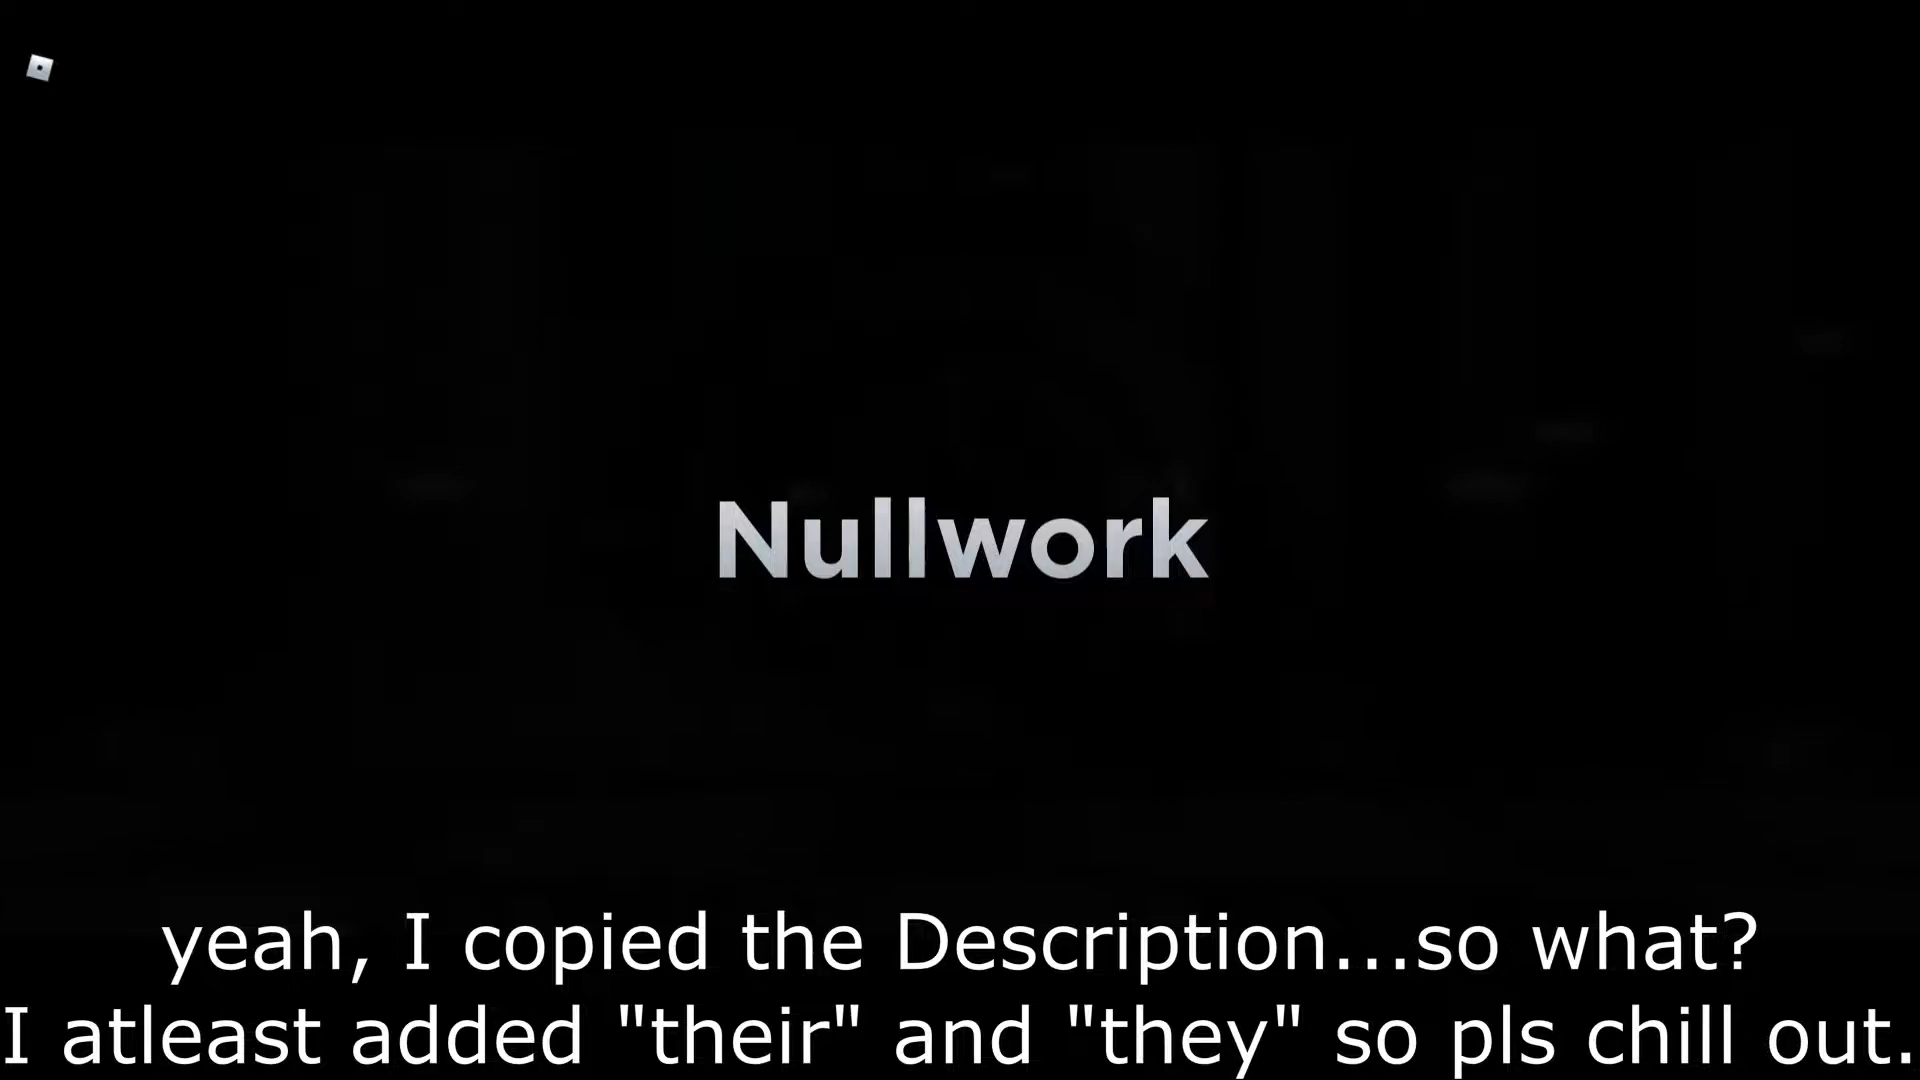 Nullwork
yeah, I copied the Description...so what?
I atleast added "their" and "they" so pls chill out.